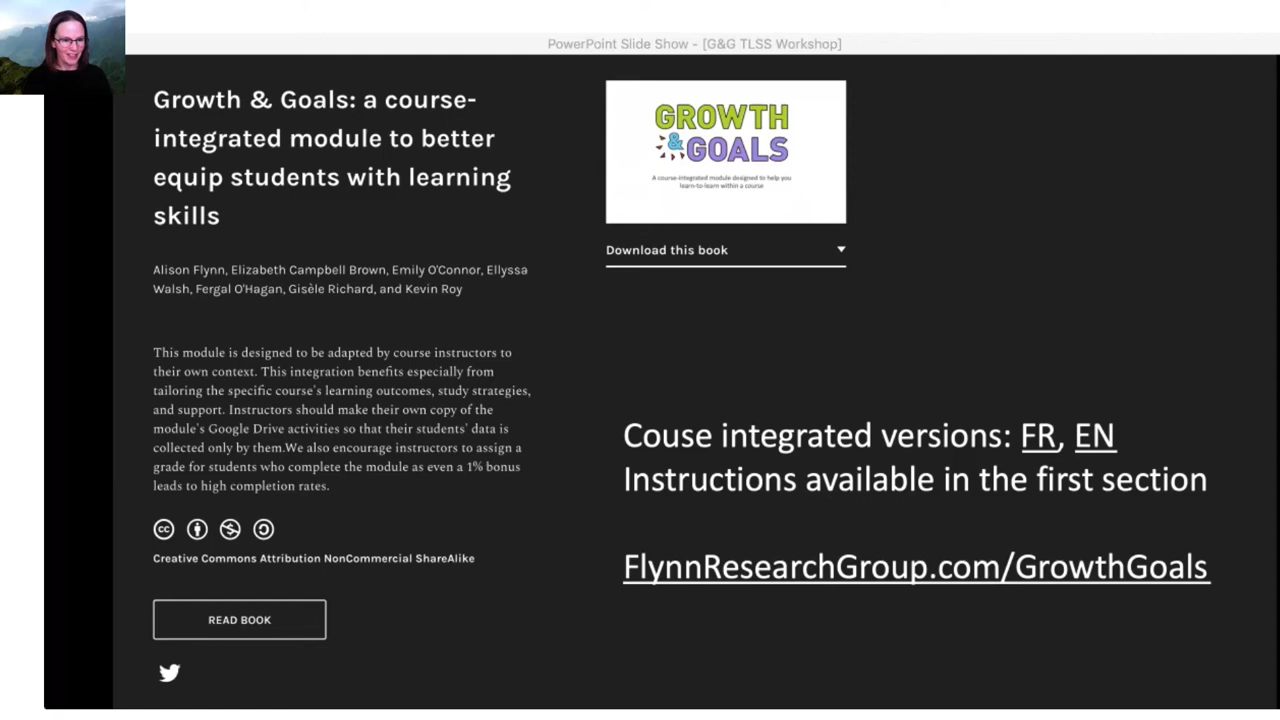 PowerPoint Slide Show - [G&G TLSS Workshop]
Growth & Goals: a course-
integrated module to better
equip students with learning
skills
Alison Flynn, Elizabeth Campbell Brown, Emily O'Connor, Ellyssa
Walsh, Fergal O'Hagan, Gisèle Richard, and Kevin Roy
This module is designed to be adapted by course instructors to
their own context. This integration benefits especially from
tailoring the specific course's learning outcomes, study strategies,
and support. Instructors should make their own copy of the
module's Google Drive activities so that their students' data is
collected only by them.We also encourage instructors to assign a
grade for students who complete the module as even a 1% bonus
leads to high completion rates.
cc
Creative Commons Attribution NonCommercial ShareAlike
READ BOOK
GROWTH
& GOALS
A course-integrated module designed to help you
learn-to-learn within a course
Download this book
Couse integrated versions: FR, EN
Instructions available in the first section
FlynnResearchGroup.com/GrowthGoals